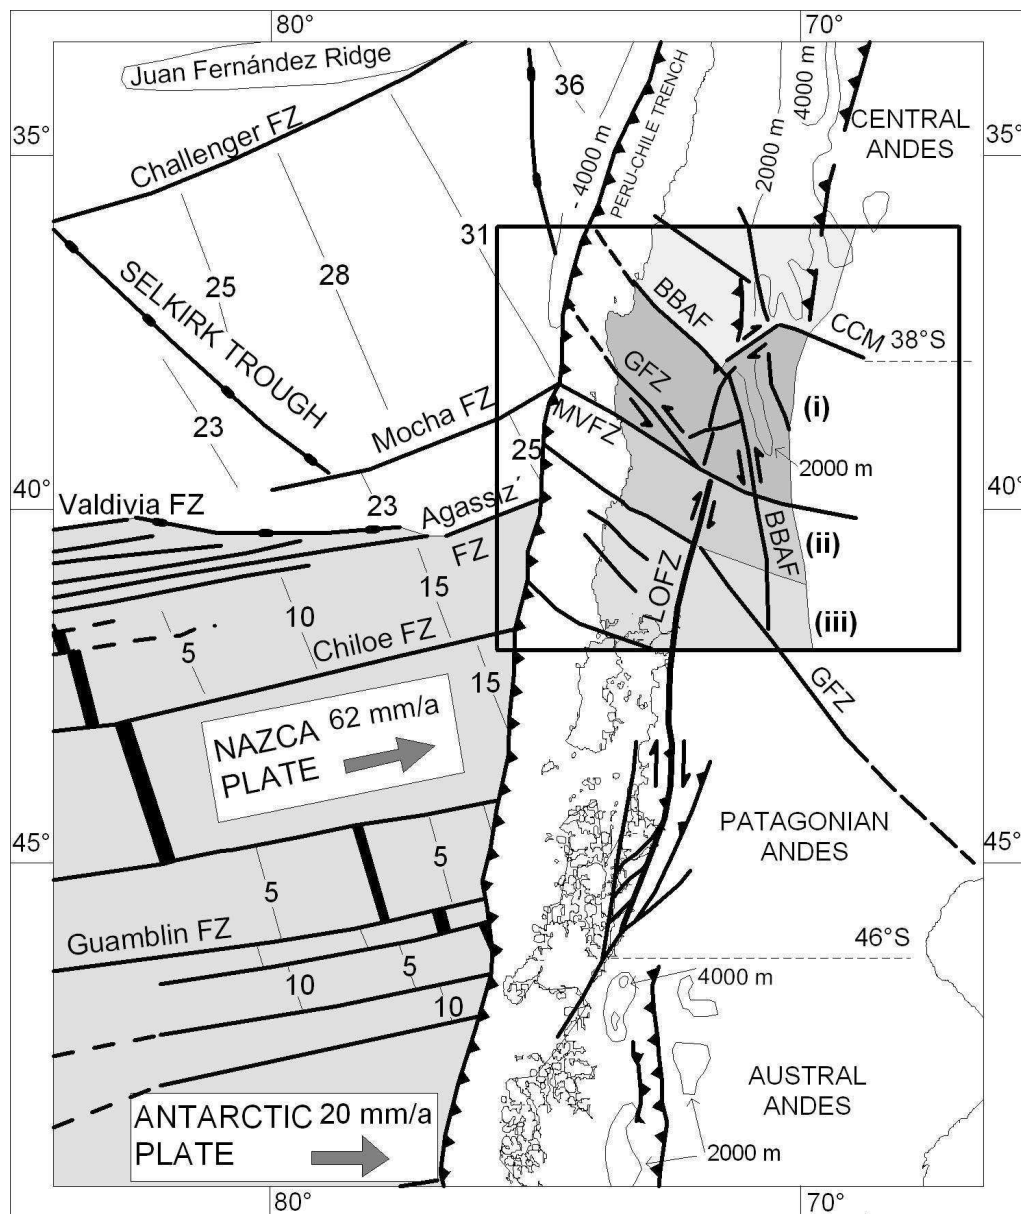 80°
70°
Juan Fernández Ridge
36
- 4000 m
PERU-CHILE TRENCH
2000 m
4000 m
CENTRAL
ANDES
35°
35°
Challenger FZ
31
25
28
SELKIRK TROUGH
BBAF
CCM
38°S
GFZ
(i)
23
Mocha FZ
MVFZ
25
2000 m
40°
40°
Valdivia FZ
23
Agassiz´
FZ
BBAF
(ii)
LOFZ
15
10
5
Chiloe FZ
(iii)
15
GFZ
NAZCA 62 mm/a
PLATE
PATAGONIAN
ANDES
45°
45°
5
5
Guamblin FZ
46°S
5
10
10
4000 m
AUSTRAL
ANDES
ANTARCTIC 20 mm/a
PLATE
2000 m
80°
70°